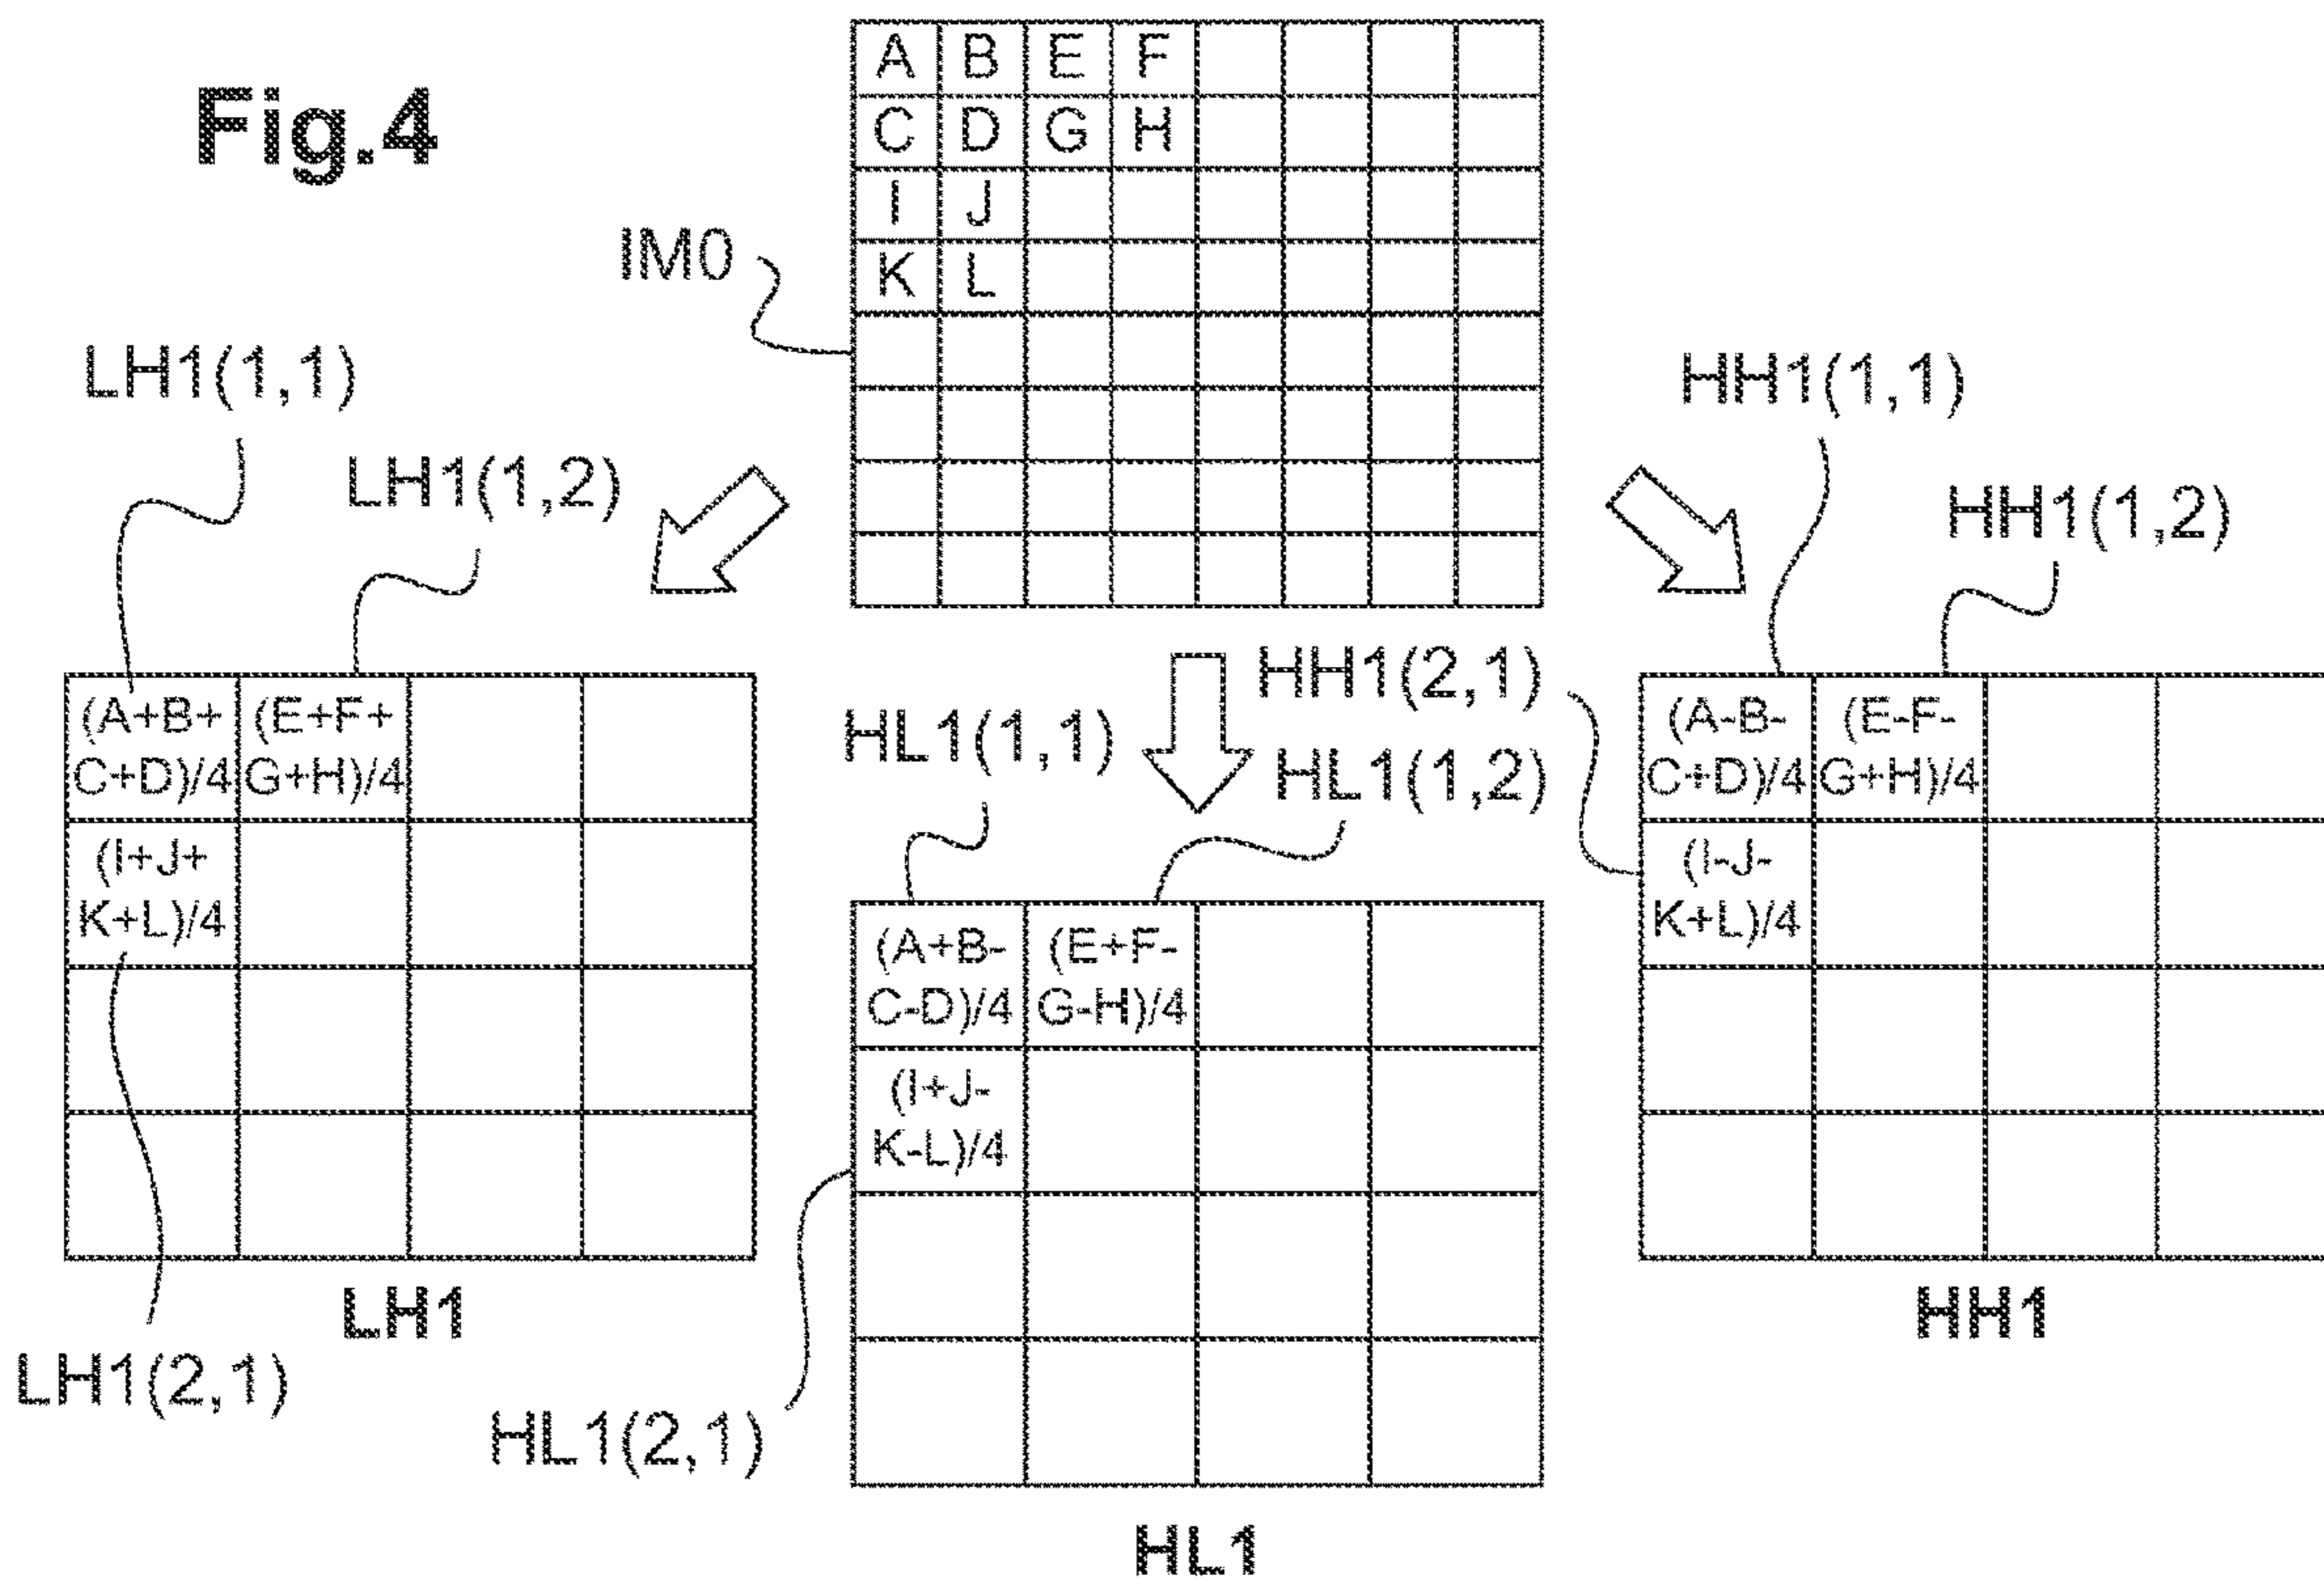 Fig.4
A B E F
C D G H
I J
K L
IM0
LH1(1,1)
LH1(1,2)
HH1(1,1)
HH1(1,2)
HH1(2,1)
HL1(1,1)
HL1(1,2)
(A+B+
C+D)/4
(E+F+
G+H)/4
(I+J+
K+L)/4
LH1
LH1(2,1)
(A+B-
C-D)/4
(E+F-
G-H)/4
(I+J-
K-L)/4
HL1(2,1)
HL1
(A-B-
C+D)/4
(E-F-
G+H)/4
(I-J-
K+L)/4
HH1